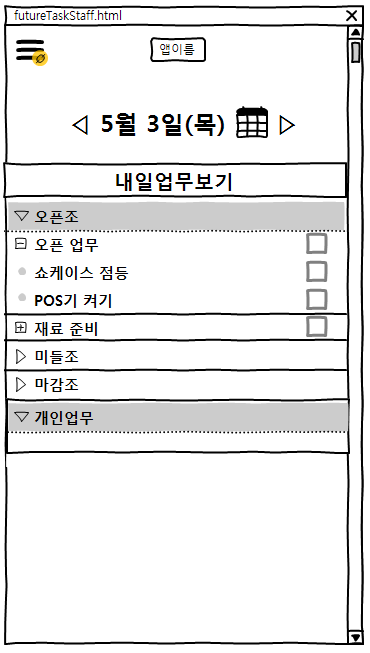 futureTaskStaff.html
앱이름
5월 3일(목)
내일업무보기
오픈조
오픈 업무
쇼케이스 점등
POS기 켜기
재료 준비
미들조
마감조
개인업무